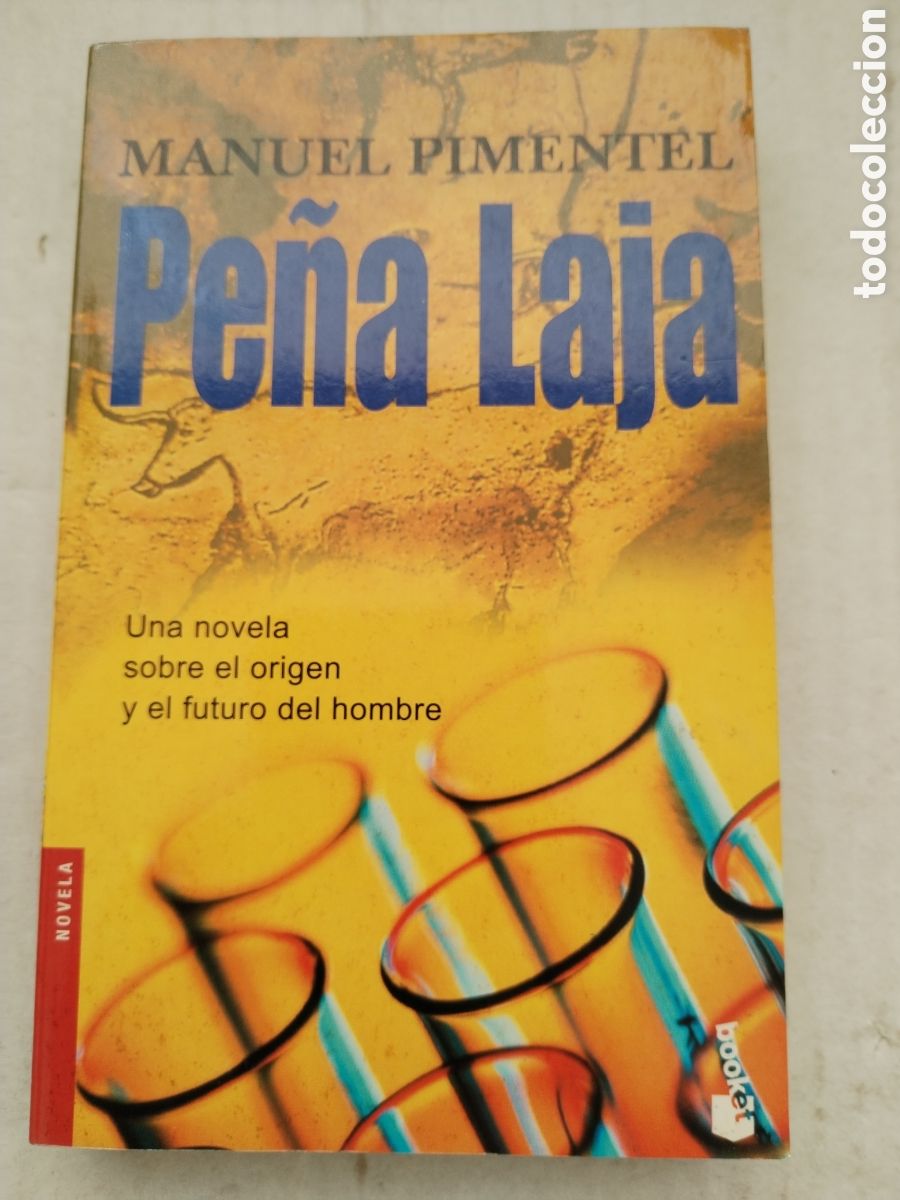 MANUEL PIMENTEL
Peña Laja
Una novela
sobre el origen
y el futuro del hombre
NOVELA
booket
todocoleccion